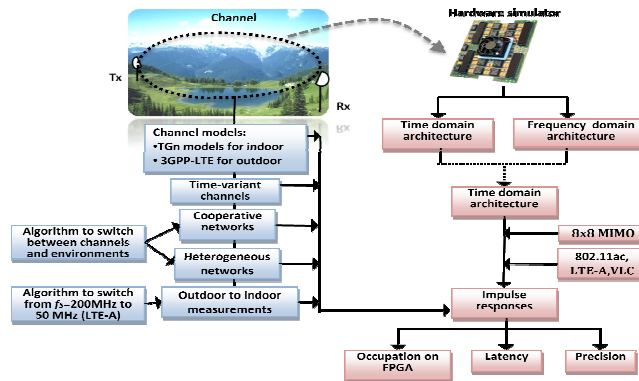 Channel
Hardware simulator
Tx
Rx
Rx
Channel models:
•TGn models for indoor
• 3GPP-LTE for outdoor
Time-variant
channels
Cooperative
networks
Heterogeneous
networks
Outdoor to Indoor
measurements
Algorithm to switch
between channels
and environments
Algorithm to switch
from fs=200MHz to
50 MHz (LTE-A)
Time domain
architecture
Frequency domain
architecture
Time domain
architecture
8x8 MIMO
802.11ac,
LTE-A,VLC
Impulse
responses
Occupation on
FPGA
Latency
Precision